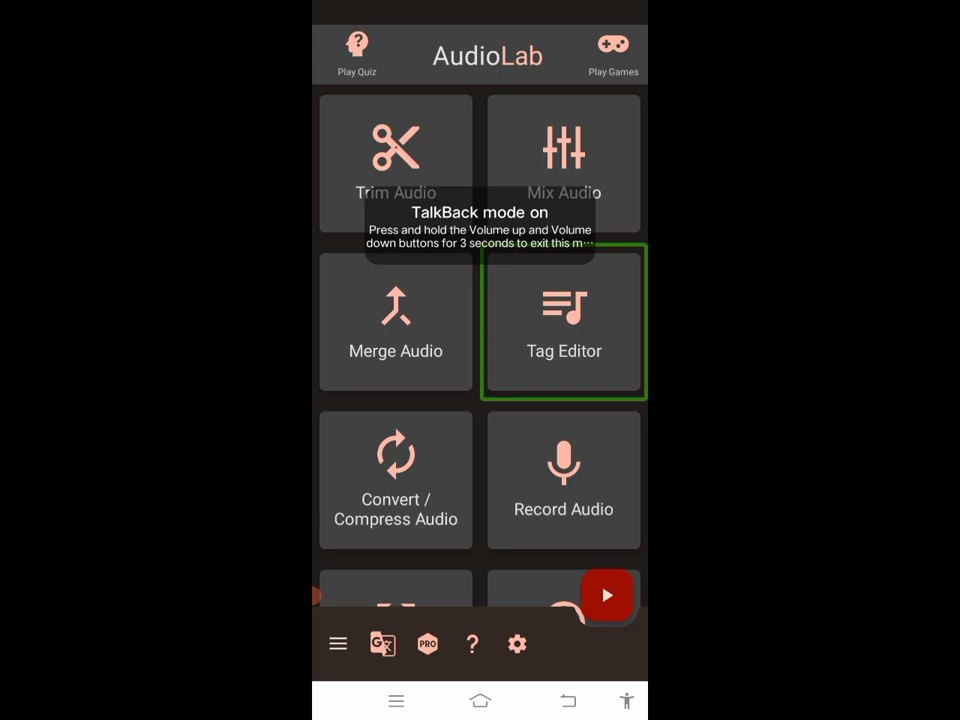 AudioLab
Play Quiz
Play Games
Trim Audio
Mix Audio
TalkBack mode on
Press and hold the Volume up and Volume
down buttons for 3 seconds to exit this m···
Merge Audio
Tag Editor
Convert /
Compress Audio
Record Audio
PRO
?